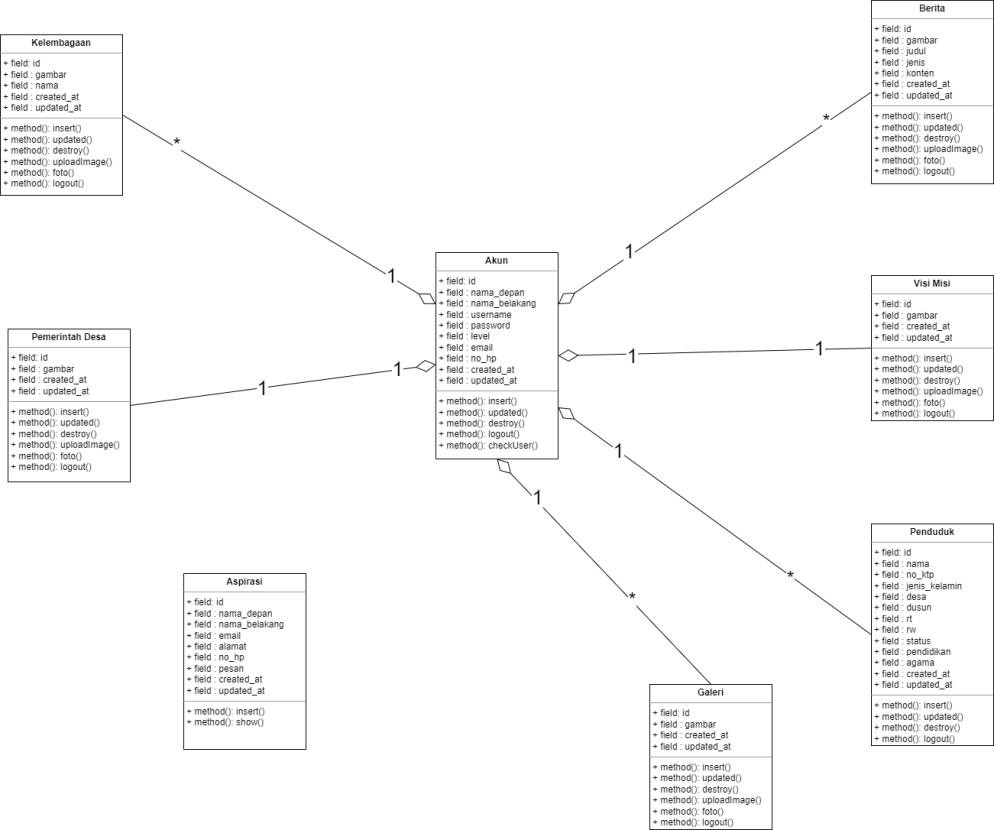 Kelembagaan
+ field: id
+ field : gambar
+ field : nama
+ field : created_at
+ field : updated_at
+ method(): insert()
+ method(): updated()
+ method(): destroy()
+ method(): uploadImage()
+ method(): foto()
+ method(): logout()
*
1
Berita
+ field: id
+ field : gambar
+ field : judul
+ field : jenis
+ field : konten
+ field : created_at
+ field : updated_at
+ method(): insert()
+ method(): updated()
+ method(): destroy()
+ method(): uploadImage()
+ method(): foto()
+ method(): logout()
*
1
Akun
+ field: id
+ field : nama_depan
+ field : nama_belakang
+ field : username
+ field : password
+ field : level
+ field : email
+ field : no_hp
+ field : created_at
+ field : updated_at
+ method(): insert()
+ method(): updated()
+ method(): destroy()
+ method(): logout()
+ method(): checkUser()
Visi Misi
+ field: id
+ field : gambar
+ field : created_at
+ field : updated_at
+ method(): insert()
+ method(): updated()
+ method(): destroy()
+ method(): uploadImage()
+ method(): foto()
+ method(): logout()
1
1
Pemerintah Desa
+ field: id
+ field : gambar
+ field : created_at
+ field : updated_at
+ method(): insert()
+ method(): updated()
+ method(): destroy()
+ method(): uploadImage()
+ method(): foto()
+ method(): logout()
1
1
1
*
Penduduk
+ field: id
+ field : nama
+ field : no_ktp
+ field : jenis_kelamin
+ field : desa
+ field : dusun
+ field : rt
+ field : rw
+ field : status
+ field : pendidikan
+ field : agama
+ field : created_at
+ field : updated_at
+ method(): insert()
+ method(): updated()
+ method(): destroy()
+ method(): logout()
1
*
Aspirasi
+ field: id
+ field : nama_depan
+ field : nama_belakang
+ field : email
+ field : alamat
+ field : no_hp
+ field : pesan
+ field : created_at
+ field : updated_at
+ method(): insert()
+ method(): show()
Galeri
+ field: id
+ field : gambar
+ field : created_at
+ field : updated_at
+ method(): insert()
+ method(): updated()
+ method(): destroy()
+ method(): uploadImage()
+ method(): foto()
+ method(): logout()